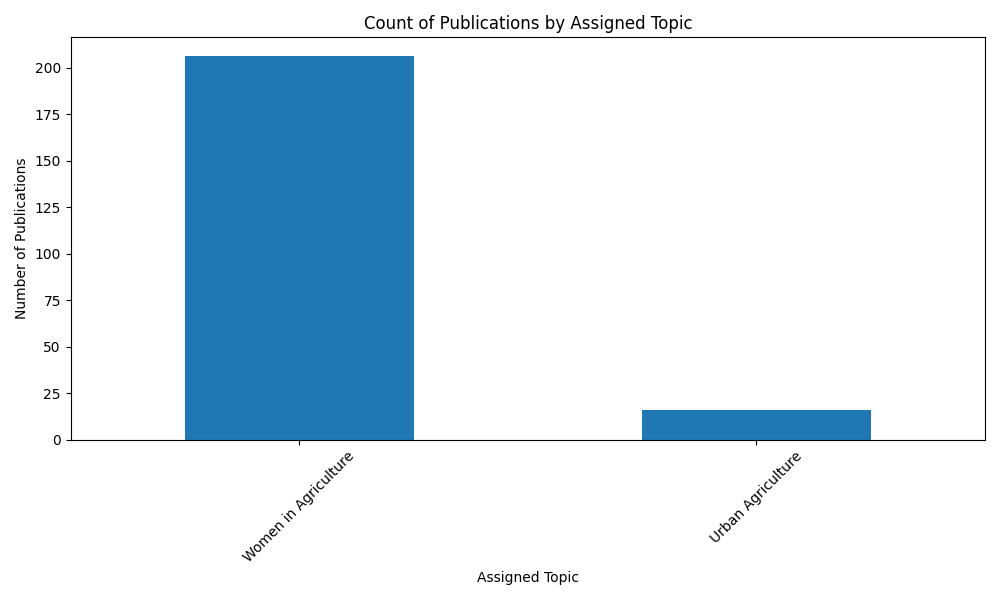 Count of Publications by Assigned Topic
Number of Publications
200
175
150
125
100
75
50
25
0
Women in Agriculture
Urban Agriculture
Assigned Topic